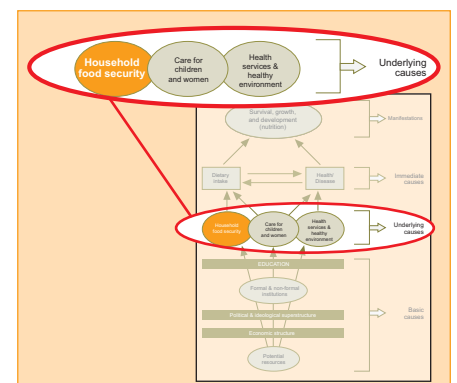 Household
food security
Care for
children
and women
Health
services &
healthy
environment
Underlying
causes
Survival, growth,
and development
(nutrition)
Manifestations
Dietary
intake
Health/
Disease
Immediate
causes
Household
food security
Care for
children
and women
Health
services &
healthy
environment
Underlying
causes
EDUCATION
Formal & non-formal
institutions
Political & ideological superstructure
Basic
causes
Economic structure
Potential
resources